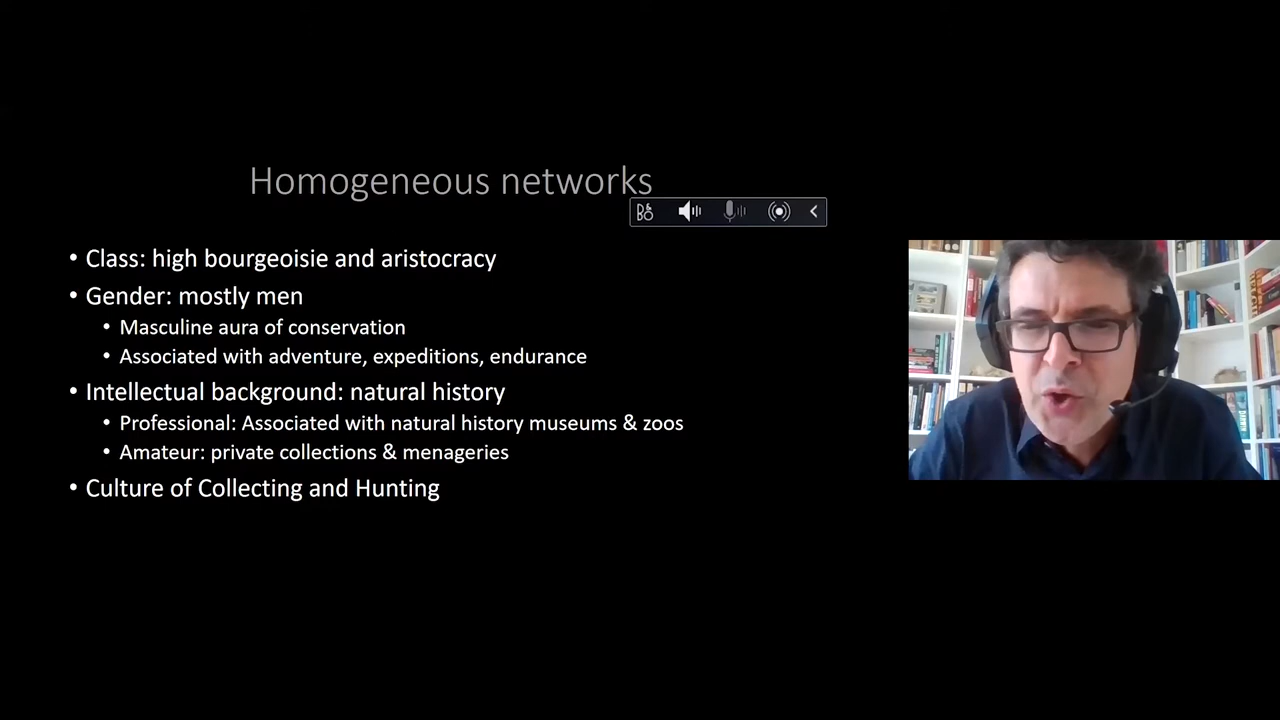 Homogeneous networks
• Class: high bourgeoisie and aristocracy
• Gender: mostly men
• Masculine aura of conservation
• Associated with adventure, expeditions, endurance
• Intellectual background: natural history
• Professional: Associated with natural history museums & zoos
• Amateur: private collections & menageries
• Culture of Collecting and Hunting